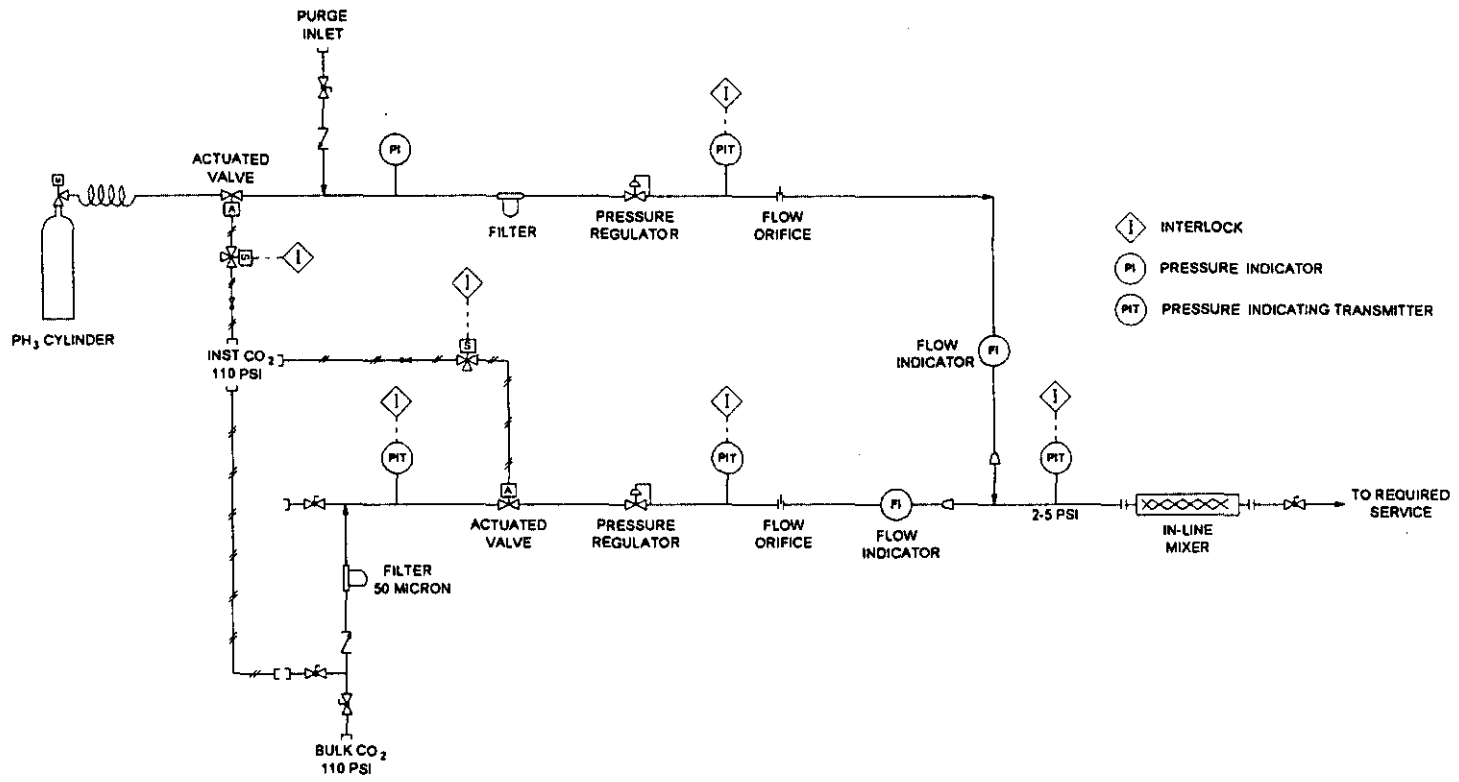 PURGE
INLET
I
PI
PIT
ACTUATED
VALVE
A
FILTER
PRESSURE
REGULATOR
FLOW
ORIFICE
I INTERLOCK
PI PRESSURE INDICATOR
PIT PRESSURE INDICATING TRANSMITTER
S
I
I
S
PH3 CYLINDER
INST CO2
110 PSI
FLOW
INDICATOR
FI
I
I
I
PIT
PIT
PIT
A
FI
ACTUATED
VALVE
PRESSURE
REGULATOR
FLOW
ORIFICE
FLOW
INDICATOR
2-5 PSI
IN-LINE
MIXER
TO REQUIRED
SERVICE
FILTER
50 MICRON
BULK CO2
110 PSI